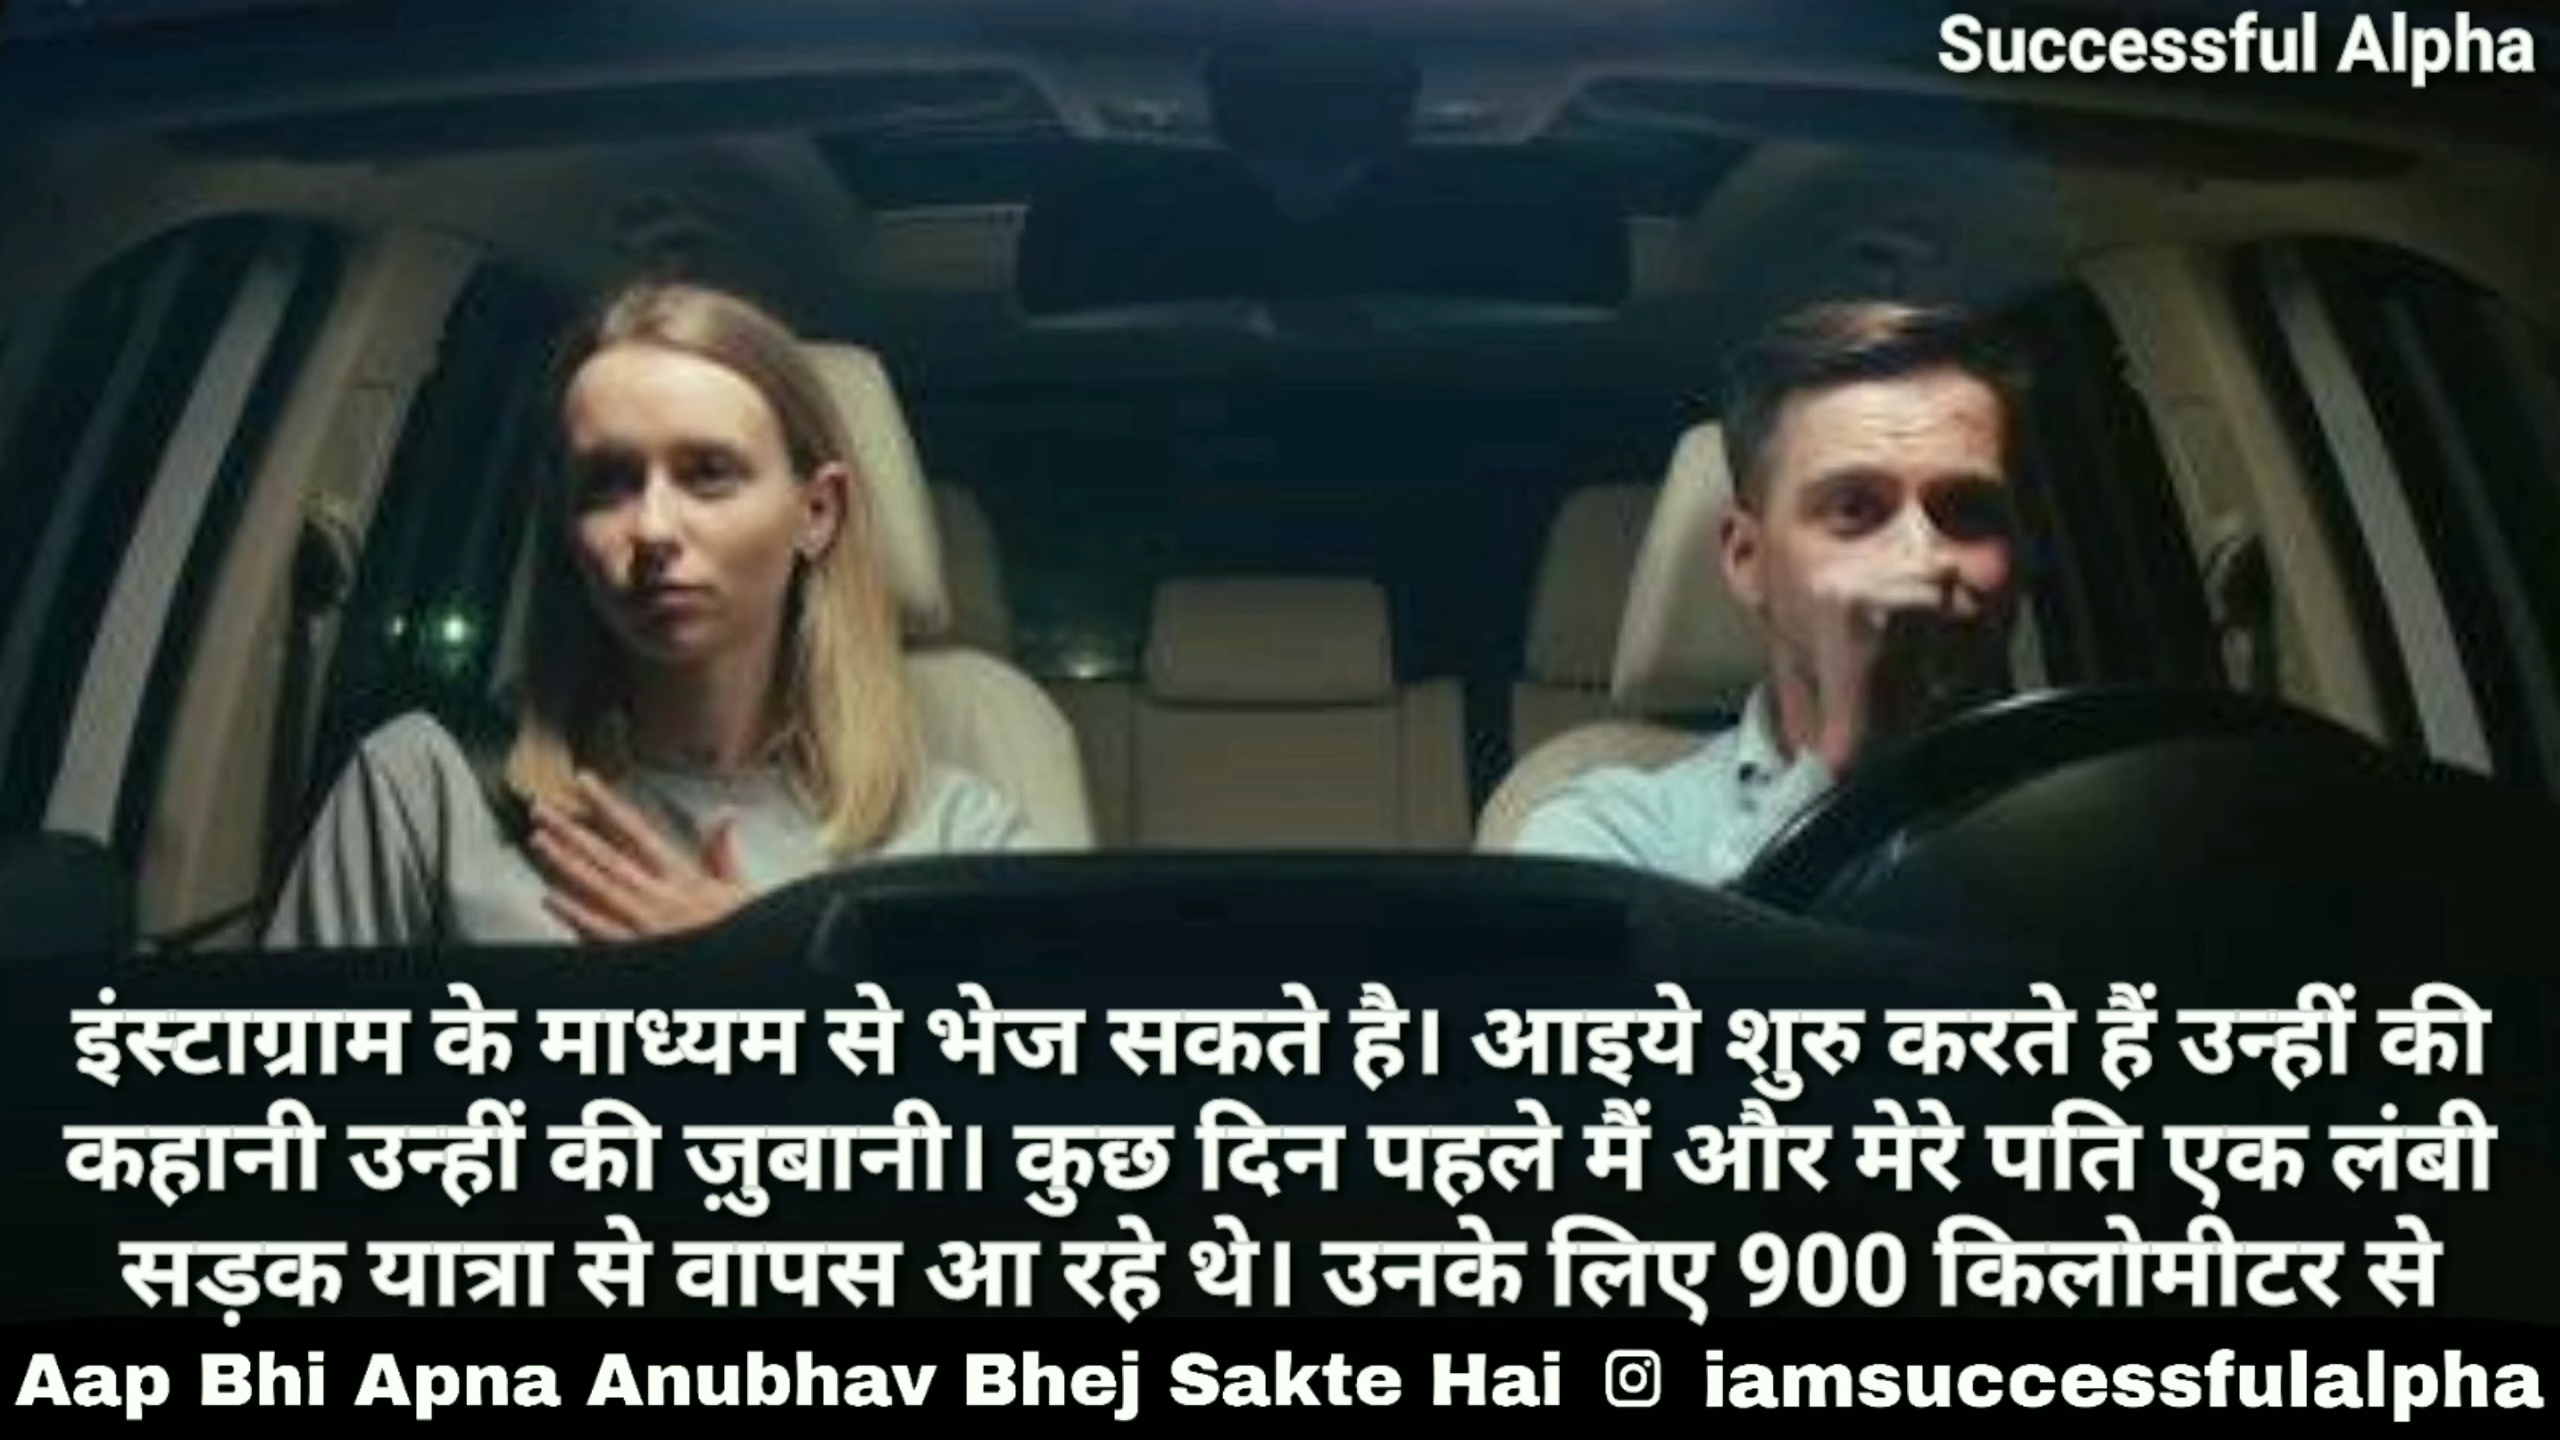 Successful Alpha
इंस्टाग्राम के माध्यम से भेज सकते है। आइये शुरु करते हैं उन्हीं की
कहानी उन्हीं की ज़ुबानी। कुछ दिन पहले मैं और मेरे पति एक लंबी
सड़क यात्रा से वापस आ रहे थे। उनके लिए 900 किलोमीटर से
Aap Bhi Apna Anubhav Bhej Sakte Hai iamsuccessfulalpha